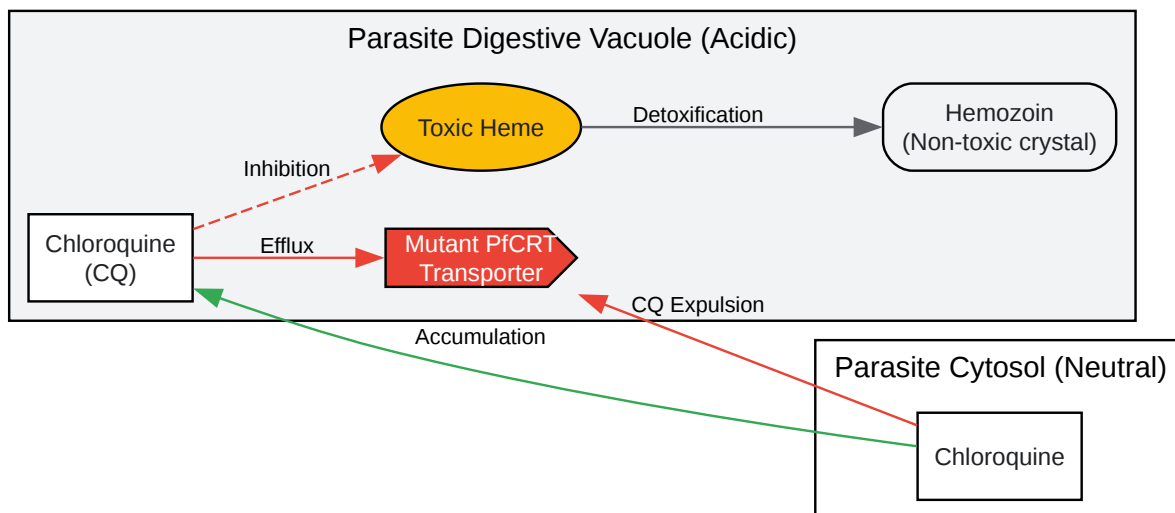 Parasite Digestive Vacuole (Acidic)
Toxic Heme
Detoxification
Hemozoin
(Non-toxic crystal)
Inhibition
Chloroquine
(CQ)
Efflux
Mutant PfCRT
Transporter
CQ Expulsion
Accumulation
Parasite Cytosol (Neutral)
Chloroquine